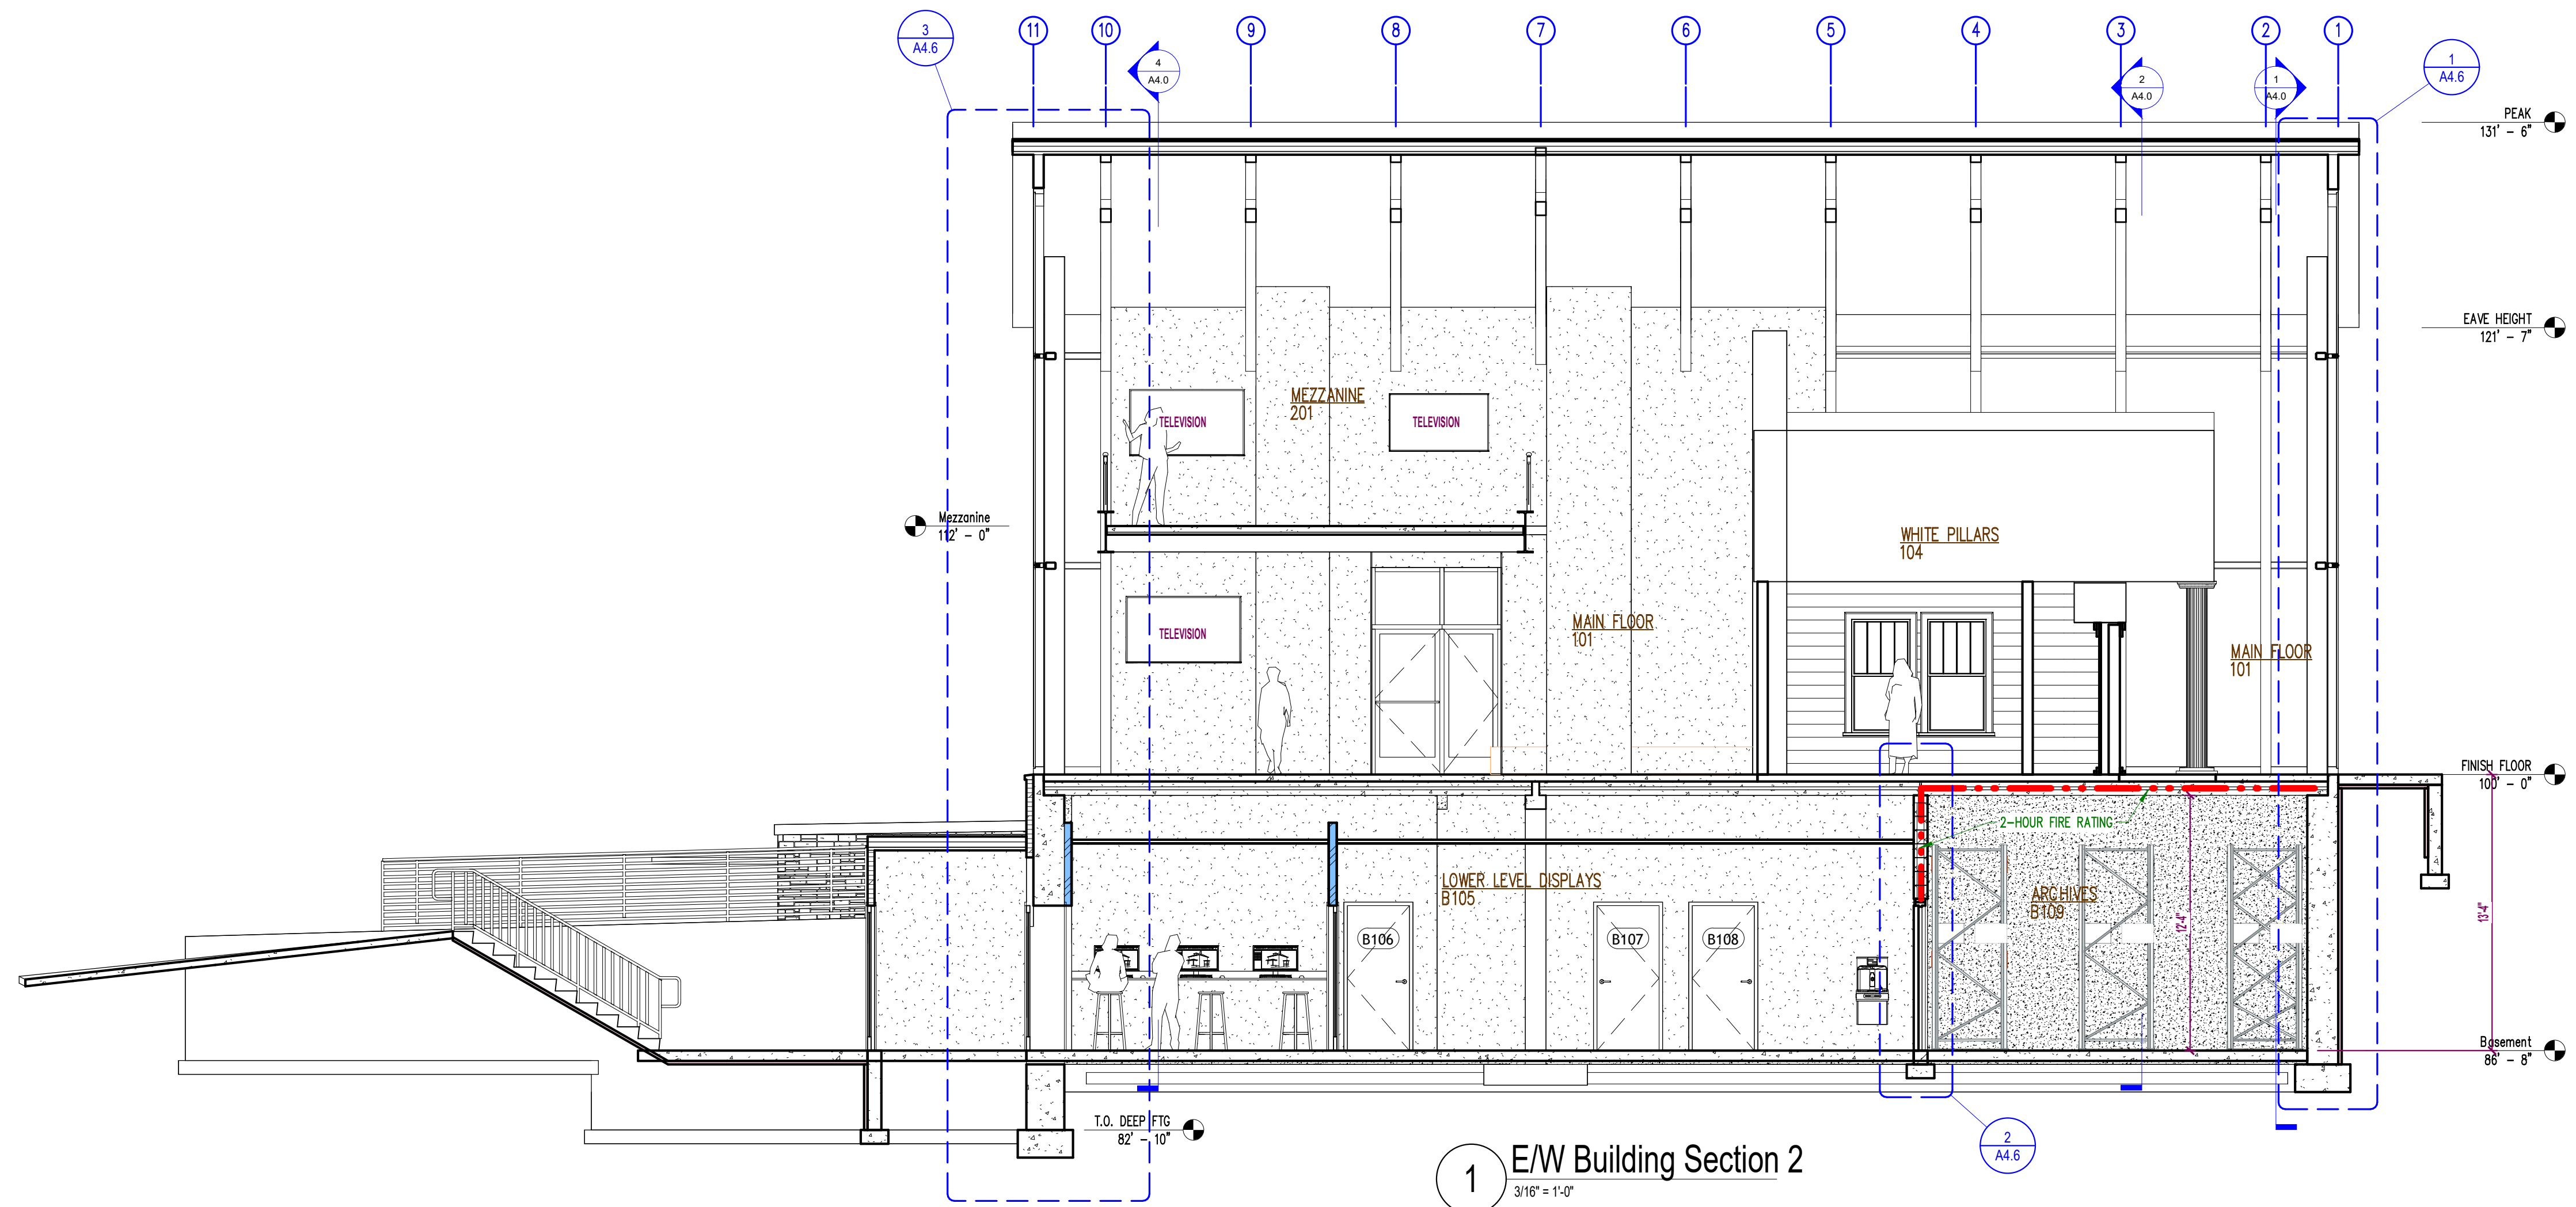 3
A4.6
11
10
9
8
7
6
5
4
3
2
1
4
A4.0
2
A4.0
1
A4.0
1
A4.6
PEAK
131' - 6"
EAVE HEIGHT
121' - 7"
MEZZANINE
201
TELEVISION
TELEVISION
Mezzanine
112' - 0"
WHITE PILLARS
104
MAIN FLOOR
101
TELEVISION
MAIN FLOOR
101
FINISH FLOOR
100' - 0"
2-HOUR FIRE RATING
LOWER LEVEL DISPLAYS
B105
ARCHIVES
B109
12'-4"
13'-4"
B106
B107
B108
Basement
86' - 8"
T.O. DEEP FTG
82' - 10"
2
A4.6
1
E/W Building Section 2
3/16" = 1'-0"